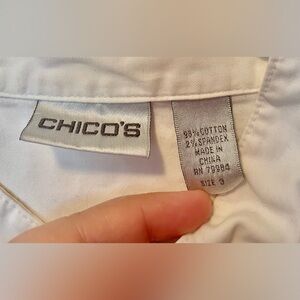 CHICO'S
98% COTTON
2% SPANDEX
MADE IN
CHINA
RN 79984
SIZE 3